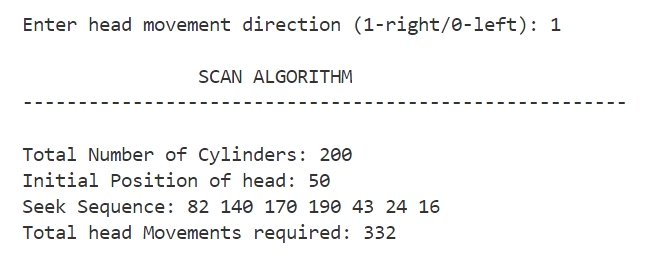 Enter head movement direction (1-right/0-left): 1
SCAN ALGORITHM
-------------------------------------------------------
Total Number of Cylinders: 200
Initial Position of head: 50
Seek Sequence: 82 140 170 190 43 24 16
Total head Movements required: 332